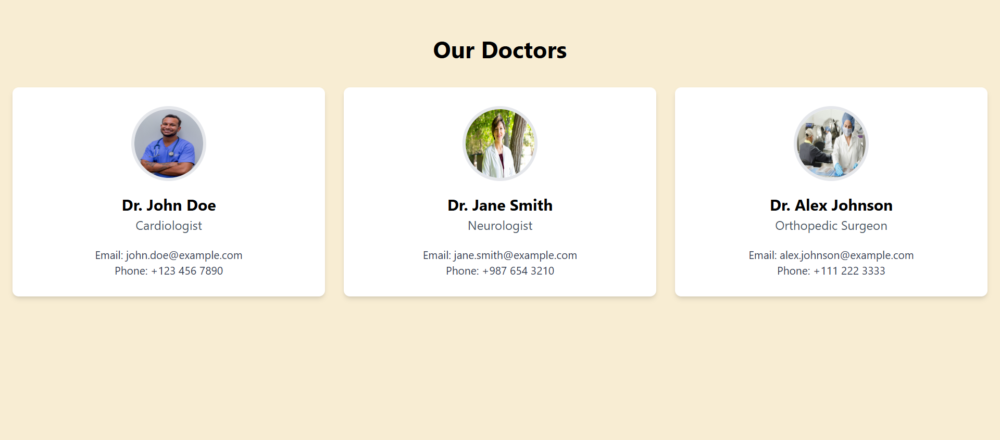 Our Doctors
Dr. John Doe
Cardiologist
Email: john.doe@example.com
Phone: +123 456 7890
Dr. Jane Smith
Neurologist
Email: jane.smith@example.com
Phone: +987 654 3210
Dr. Alex Johnson
Orthopedic Surgeon
Email: alex.johnson@example.com
Phone: +111 222 3333